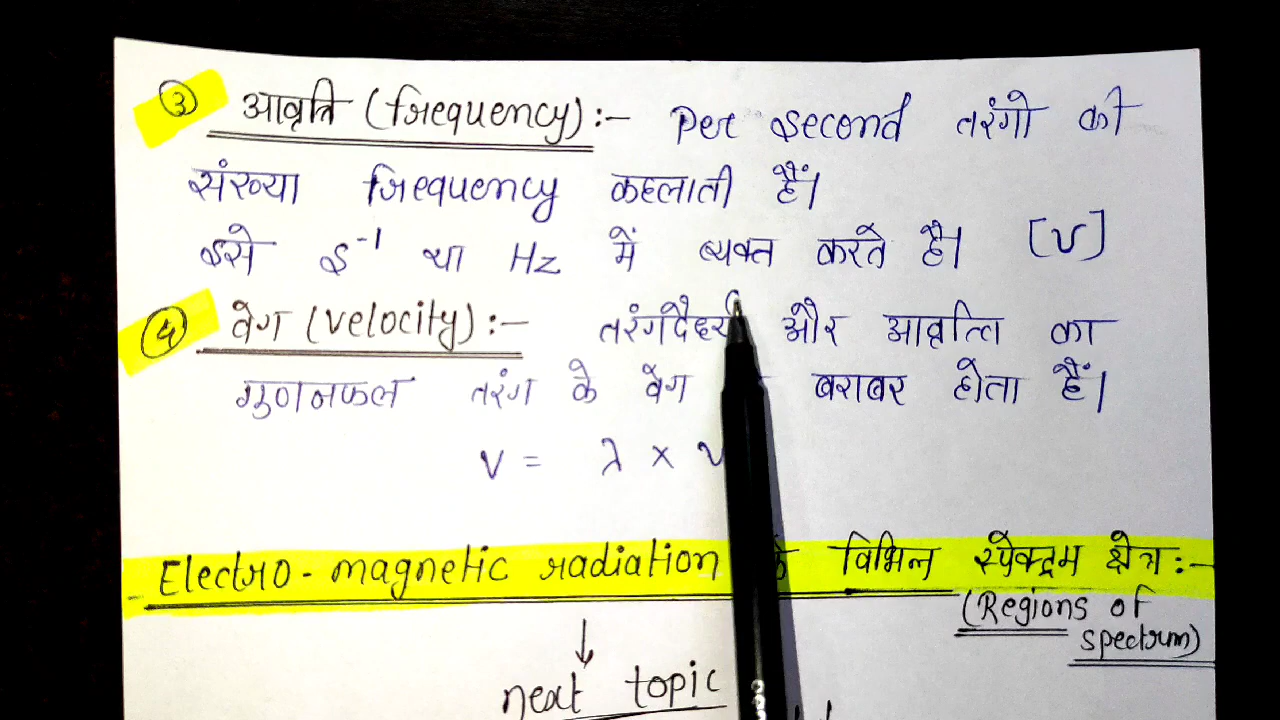 ③ आवृत्ति (frequency) :- Per second तरंगो की
संख्या frequency कहलाती हैं।
इसे s⁻¹ या Hz में व्यक्त करते है। [ν]
④ वेग (velocity) :- तरंगदैर्ध्य और आवृत्ति का
गुणनफल तरंग के वेग बराबर होता हैं।
v = λ × ν
Electro-magnetic radiation के विभिन्न स्पेक्ट्रम क्षेत्र :-
(Regions of
spectrum)
↓
next topic